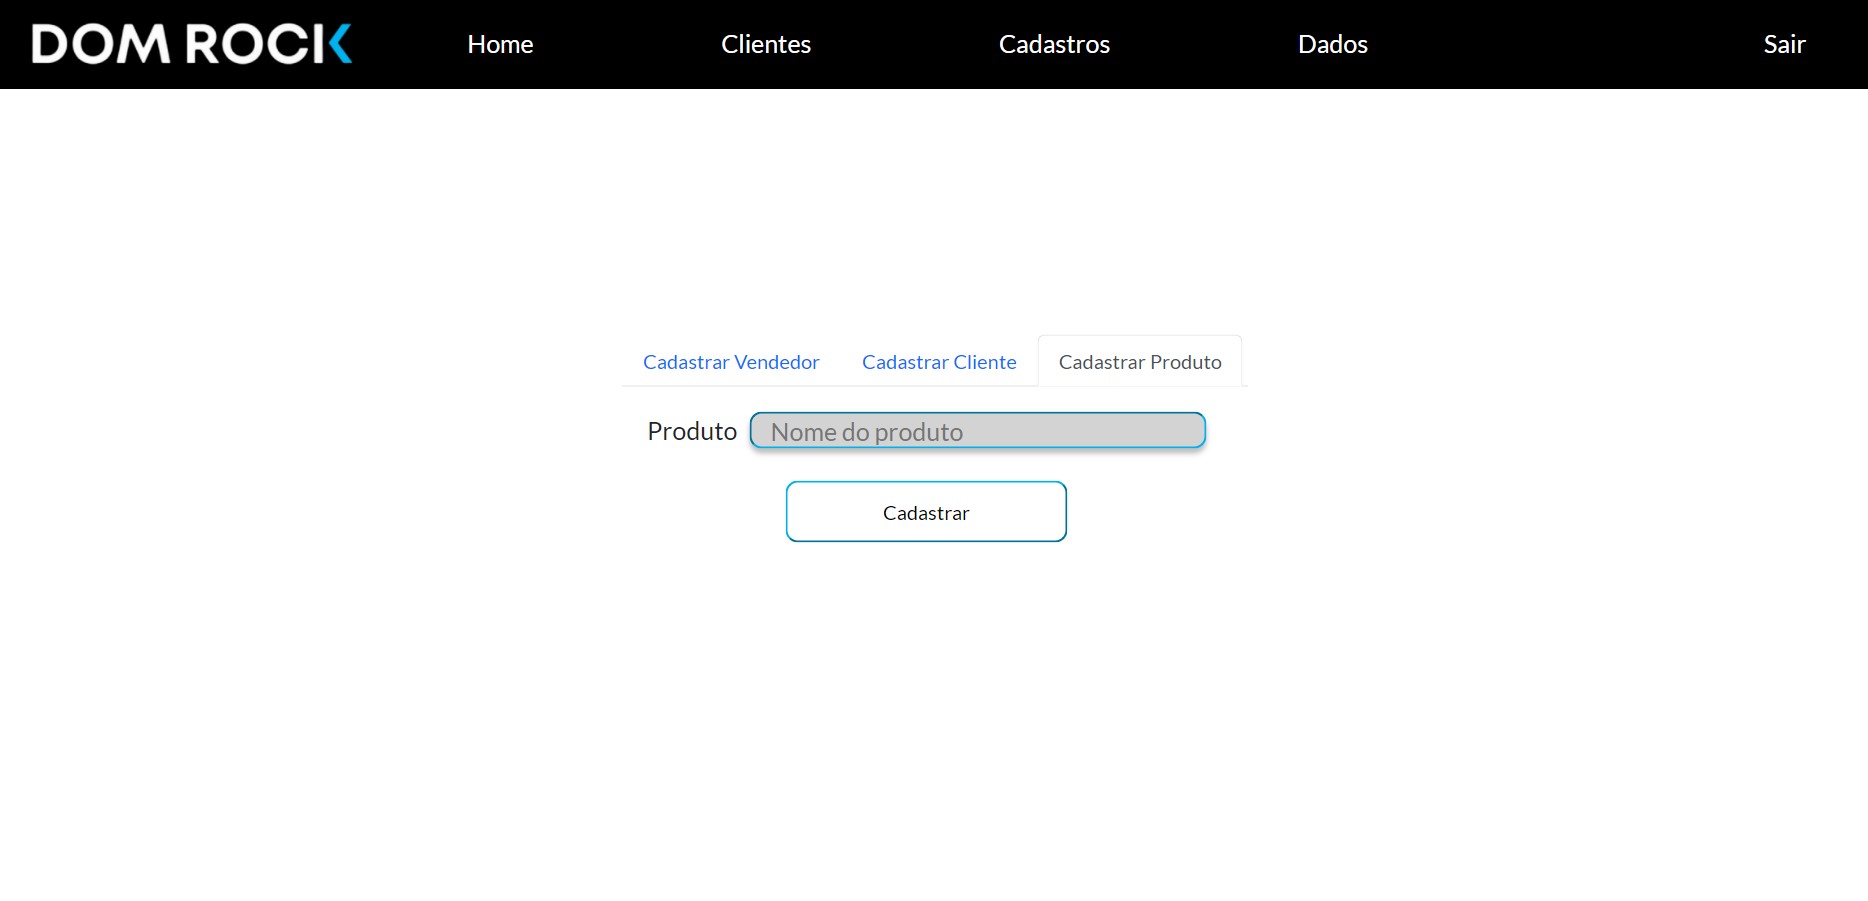 DOM ROCK Home Clientes Cadastros Dados Sair
Cadastrar Vendedor Cadastrar Cliente Cadastrar Produto
Produto Nome do produto
Cadastrar